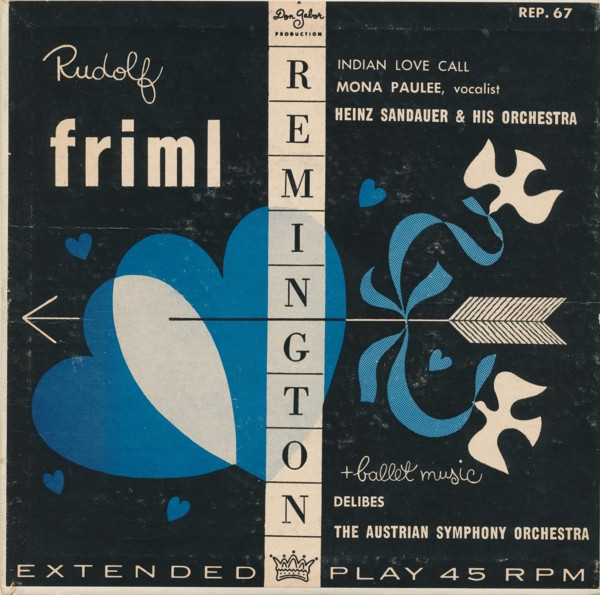 Don Gabor
PRODUCTION
REP. 67
Rudolf
friml
REMINGTON
INDIAN LOVE CALL
MONA PAULEE, vocalist
HEINZ SANDAUER & HIS ORCHESTRA
+ballet music
DELIBES
THE AUSTRIAN SYMPHONY ORCHESTRA
EXTENDED PLAY 45 RPM